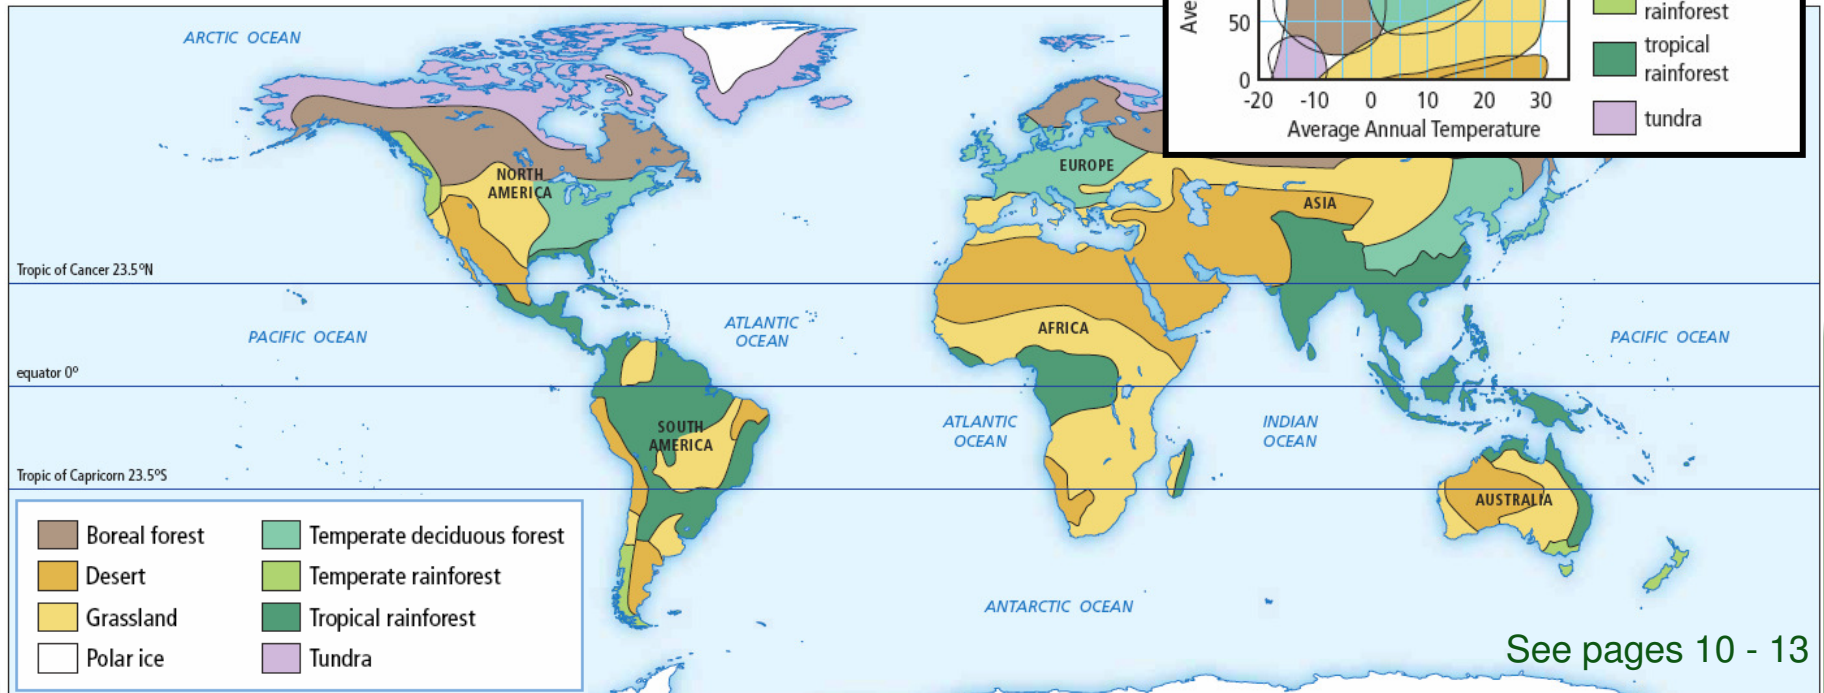 Ave
50
0
-20 -10 0 10 20 30
Average Annual Temperature
rainforest
tropical
rainforest
tundra
ARCTIC OCEAN
NORTH
AMERICA
EUROPE
ASIA
Tropic of Cancer 23.5°N
PACIFIC OCEAN
ATLANTIC
OCEAN
AFRICA
PACIFIC OCEAN
equator 0°
SOUTH
AMERICA
ATLANTIC
OCEAN
INDIAN
OCEAN
Tropic of Capricorn 23.5°S
AUSTRALIA
Boreal forest
Desert
Grassland
Polar ice
Temperate deciduous forest
Temperate rainforest
Tropical rainforest
Tundra
ANTARCTIC OCEAN
See pages 10 - 13